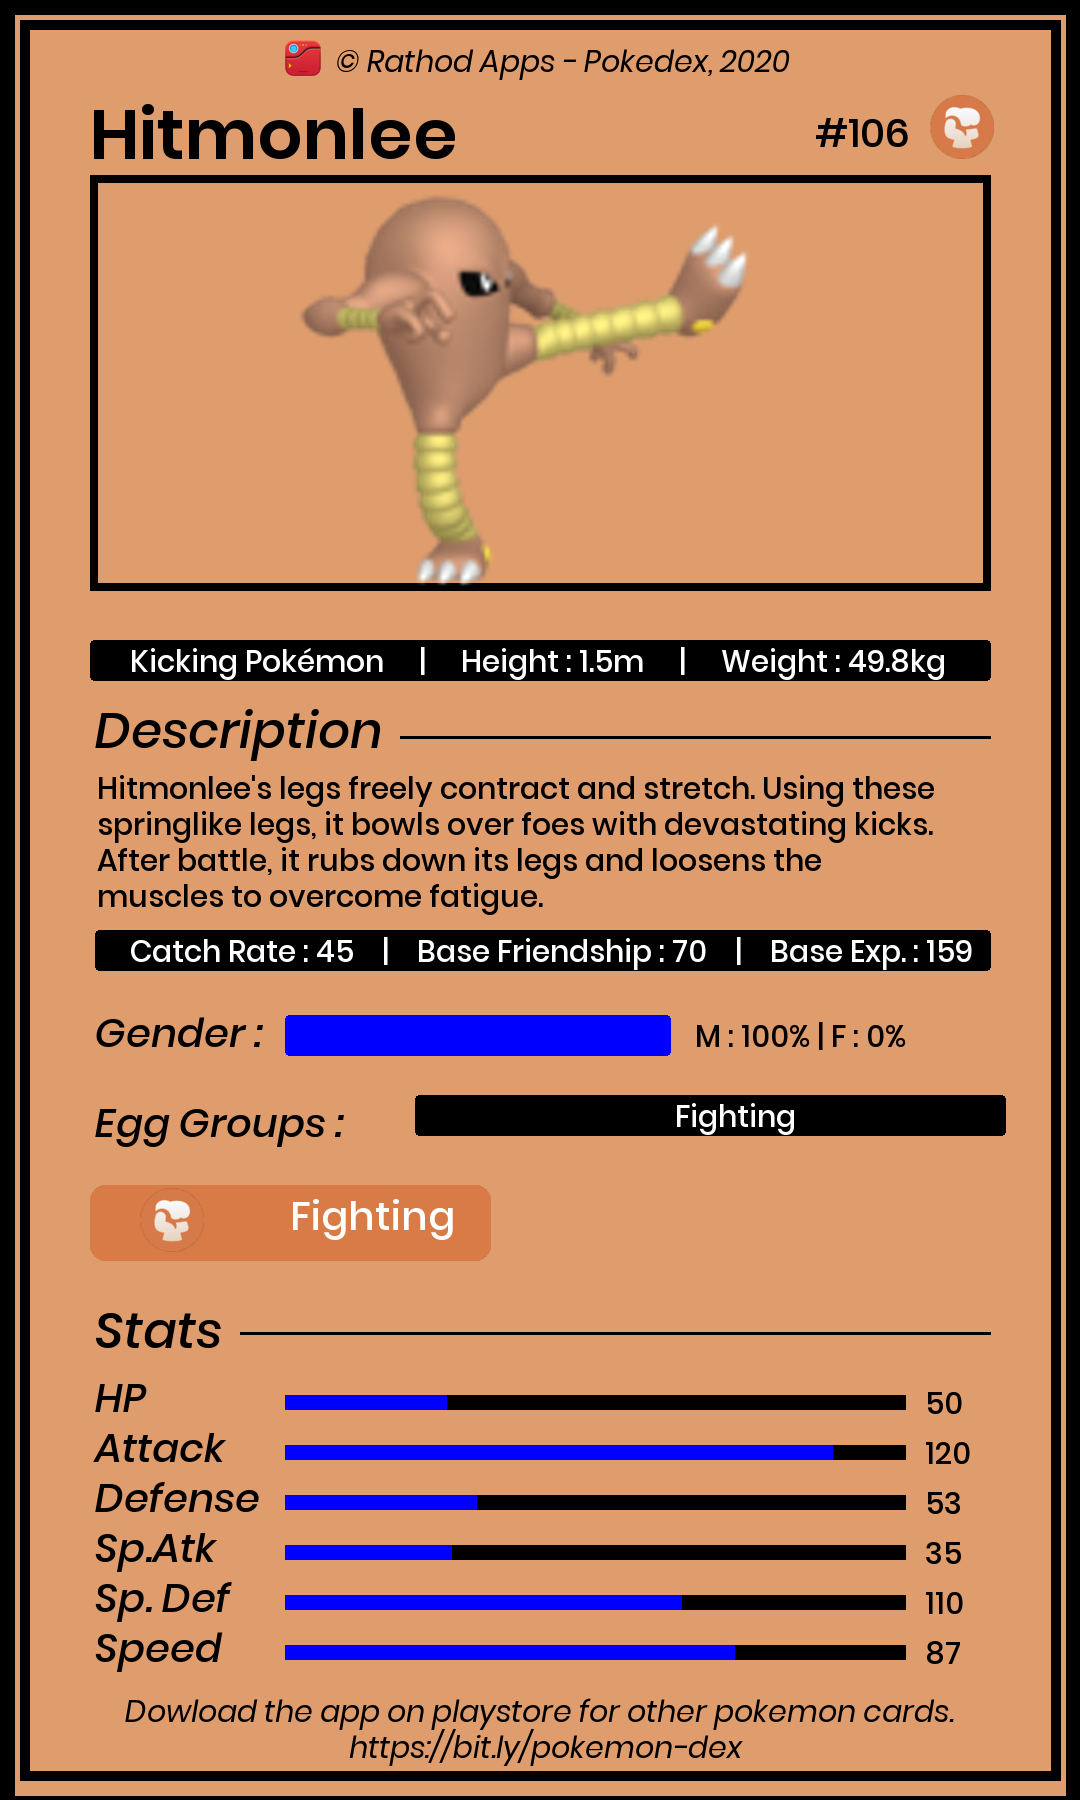 © Rathod Apps - Pokedex, 2020
Hitmonlee #106
Kicking Pokémon | Height : 1.5m | Weight : 49.8kg
Description
Hitmonlee's legs freely contract and stretch. Using these
springlike legs, it bowls over foes with devastating kicks.
After battle, it rubs down its legs and loosens the
muscles to overcome fatigue.
Catch Rate : 45 | Base Friendship : 70 | Base Exp. : 159
Gender : M : 100% | F : 0%
Egg Groups : Fighting
Fighting
Stats
HP 50
Attack 120
Defense 53
Sp.Atk 35
Sp. Def 110
Speed 87
Dowload the app on playstore for other pokemon cards.
https://bit.ly/pokemon-dex